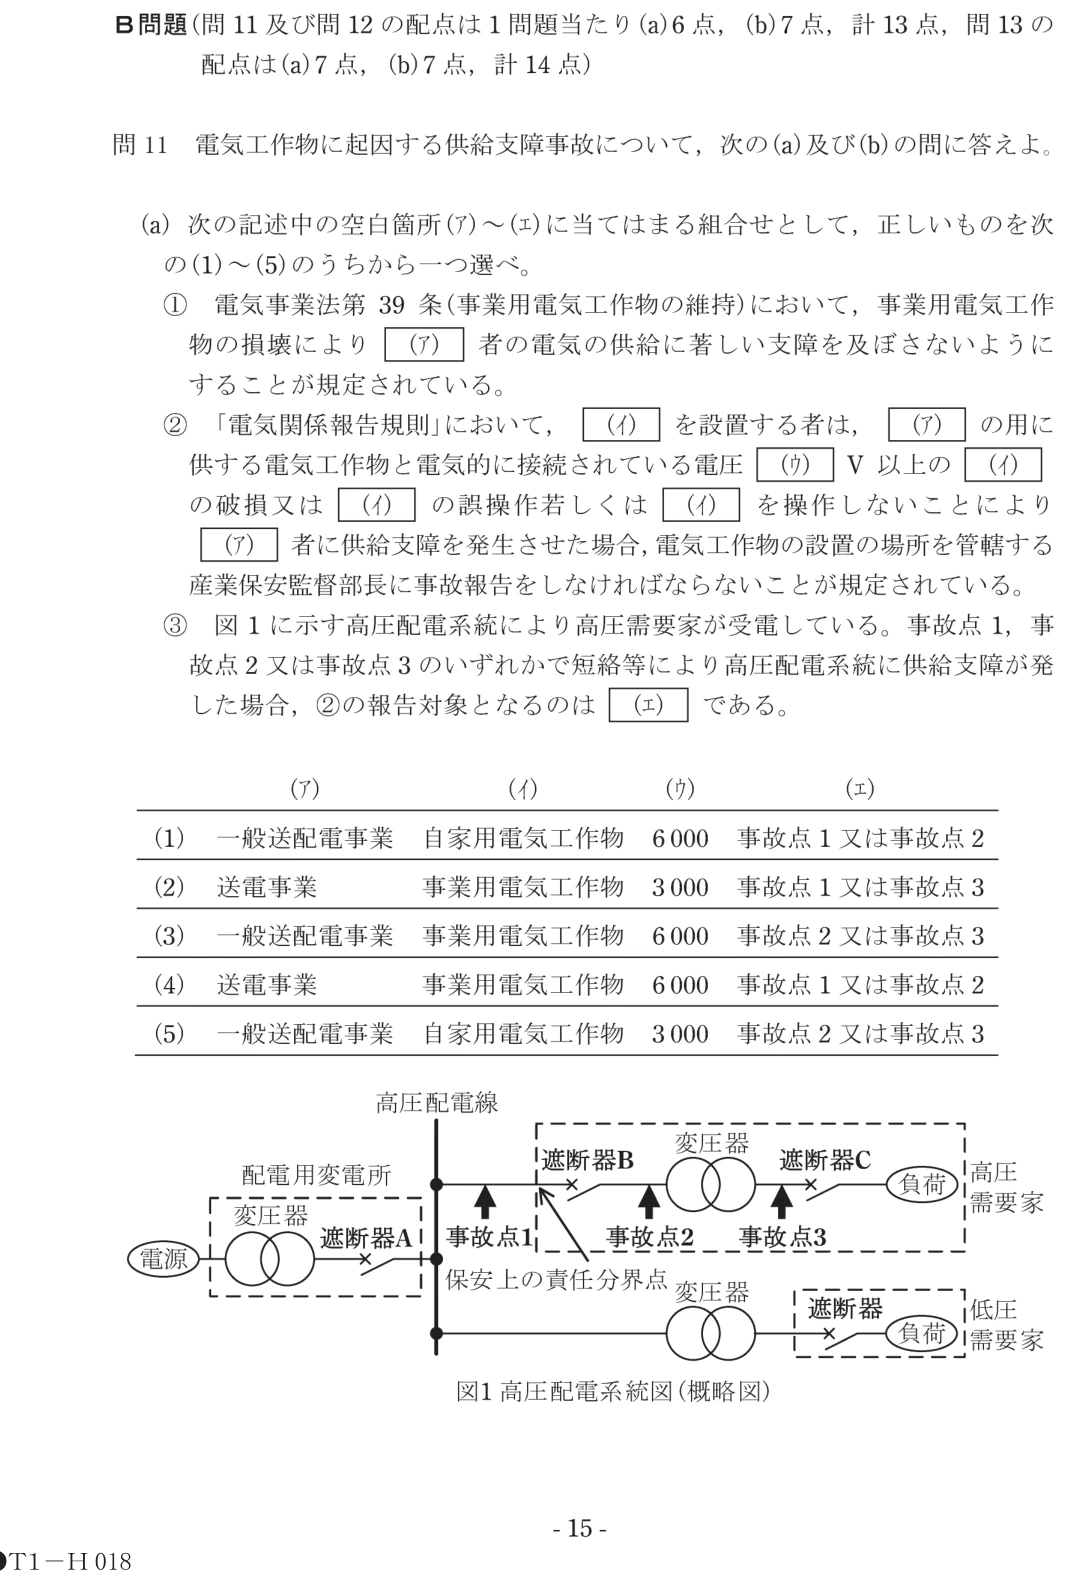 B問題(問 11 及び問 12 の配点は 1 問題当たり(a)6 点，(b)7 点，計 13 点，問 13 の
配点は(a)7 点，(b)7 点，計 14 点)
問 11　電気工作物に起因する供給支障事故について，次の(a)及び(b)の問に答えよ。
(a) 次の記述中の空白箇所(ア)～(エ)に当てはまる組合せとして，正しいものを次
の(1)～(5)のうちから一つ選べ。
①　電気事業法第 39 条(事業用電気工作物の維持)において，事業用電気工作
物の損壊により (ア) 者の電気の供給に著しい支障を及ぼさないように
することが規定されている。
②　「電気関係報告規則」において， (イ) を設置する者は， (ア) の用に
供する電気工作物と電気的に接続されている電圧 (ウ) V 以上の (イ)
の破損又は (イ) の誤操作若しくは (イ) を操作しないことにより
(ア) 者に供給支障を発生させた場合，電気工作物の設置の場所を管轄する
産業保安監督部長に事故報告をしなければならないことが規定されている。
③　図 1 に示す高圧配電系統により高圧需要家が受電している。事故点 1，事
故点 2 又は事故点 3 のいずれかで短絡等により高圧配電系統に供給支障が発
した場合，②の報告対象となるのは (エ) である。
(ア) (イ) (ウ) (エ)
(1) 一般送配電事業 自家用電気工作物 6 000 事故点 1 又は事故点 2
(2) 送電事業 事業用電気工作物 3 000 事故点 1 又は事故点 3
(3) 一般送配電事業 事業用電気工作物 6 000 事故点 2 又は事故点 3
(4) 送電事業 事業用電気工作物 6 000 事故点 1 又は事故点 2
(5) 一般送配電事業 自家用電気工作物 3 000 事故点 2 又は事故点 3
高圧配電線
変圧器
遮断器B
遮断器C
負荷
高圧
需要家
配電用変電所
変圧器
遮断器A
事故点1
事故点2
事故点3
電源
保安上の責任分界点
変圧器
遮断器
負荷
低圧
需要家
図1 高圧配電系統図(概略図)
- 15 -
●T1－H 018